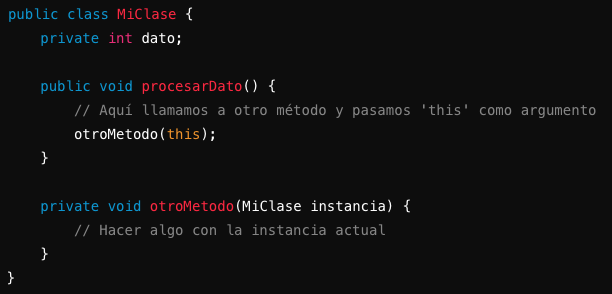 public class MiClase {
    private int dato;

    public void procesarDato() {
        // Aquí llamamos a otro método y pasamos 'this' como argumento
        otroMetodo(this);
    }

    private void otroMetodo(MiClase instancia) {
        // Hacer algo con la instancia actual
    }
}